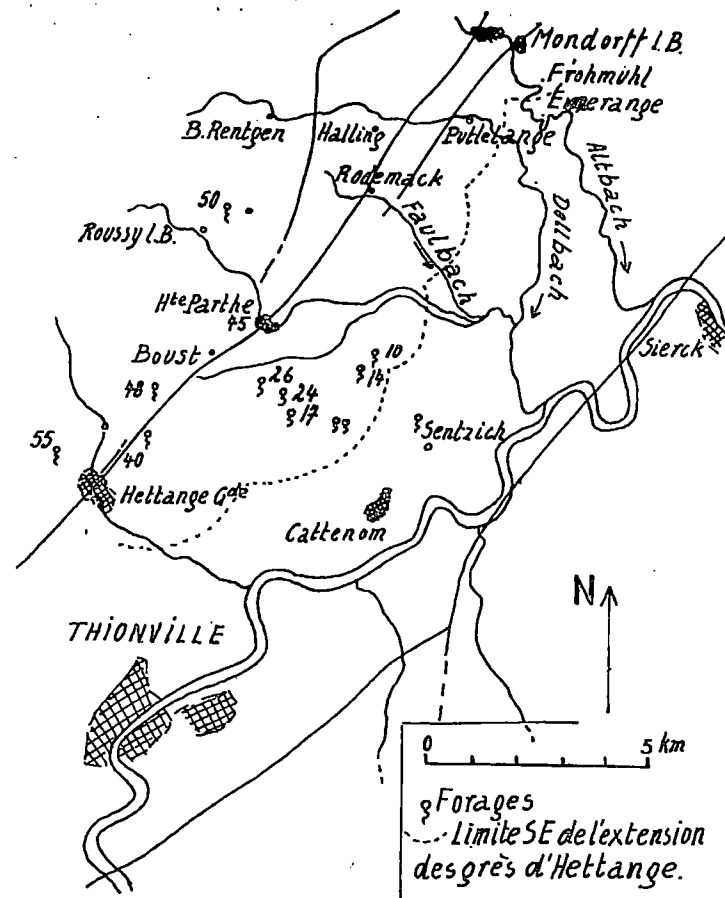 Mondorff l.B.
Frohmühl
Emerange
B.Rentgen
Halling
Putlelange
Rodemack
Altbach
50
Roussy l.B.
Faulbach
Dollbach
Hte Parthe
45
Sierck
Boust
10
14
26
24
48
17
55
40
Sentzich
Hettange Gde
Cattenom
N
THIONVILLE
0 5 km
Forages
Limite SE de l'extension
des grès d'Hettange.